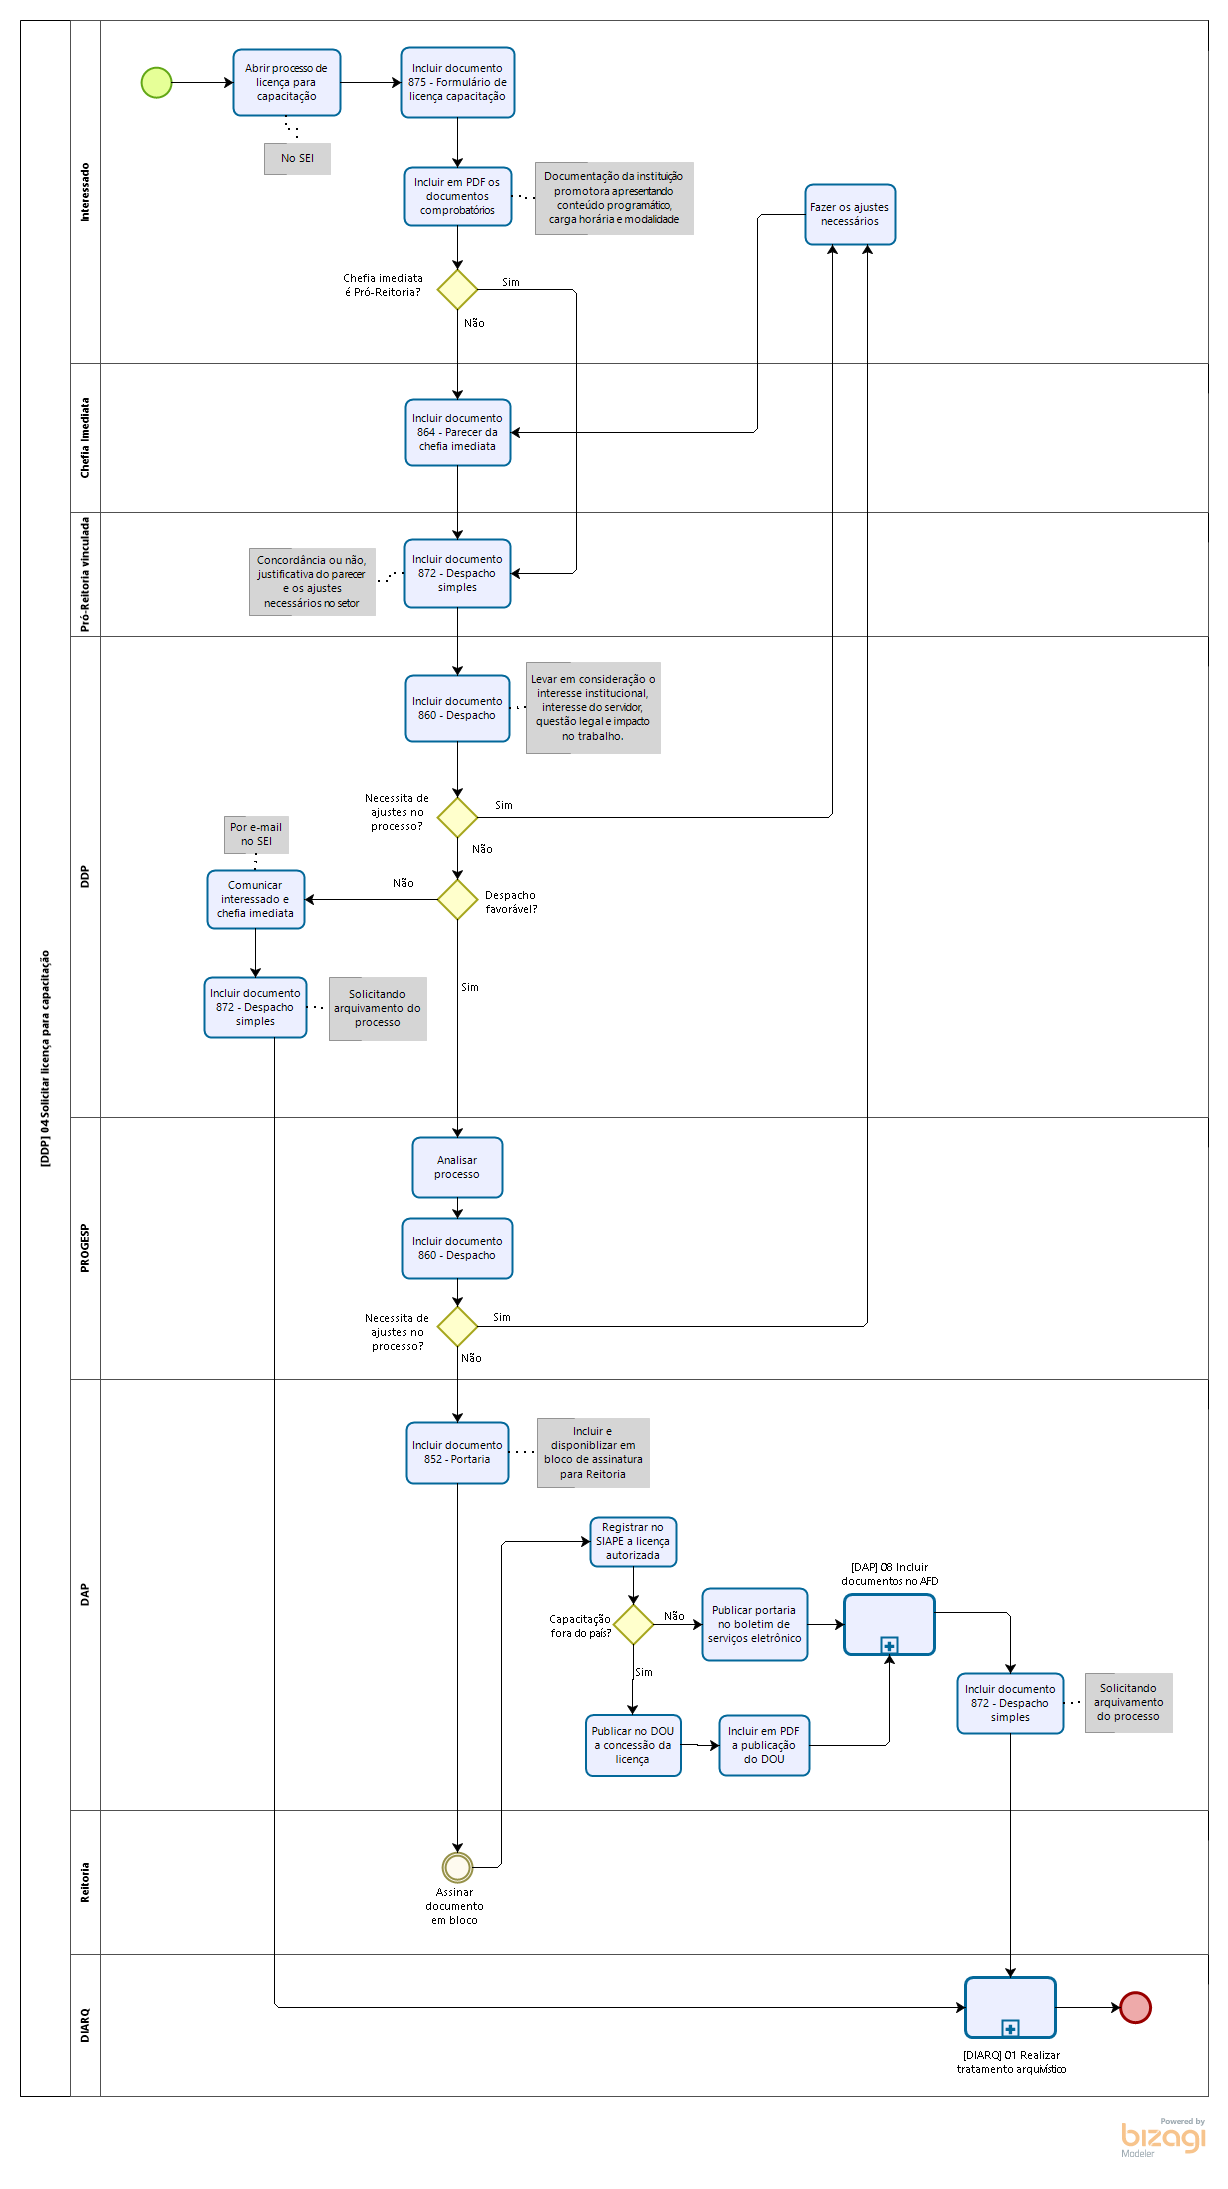 [DDP] 04 Solicitar licença para capacitação
Interessado
Abrir processo de
licença para
capacitação
No SEI
Incluir documento
875 - Formulário de
licença capacitação
Incluir em PDF os
documentos
comprobatórios
Documentação da instituição
promotora apresentando
conteúdo programático,
carga horária e modalidade
Fazer os ajustes
necessários
Chefia imediata
é Pró-Reitoria?
Sim
Não
Chefia Imediata
Incluir documento
864 - Parecer da
chefia imediata
Pró-Reitoria vinculada
Concordância ou não,
justificativa do parecer
e os ajustes
necessários no setor
Incluir documento
872 - Despacho
simples
DDP
Incluir documento
860 - Despacho
Levar em consideração o
interesse institucional,
interesse do servidor,
questão legal e impacto
no trabalho.
Necessita de
ajustes no
processo?
Sim
Não
Por e-mail
no SEI
Comunicar
interessado e
chefia imediata
Não
Despacho
favorável?
Sim
Incluir documento
872 - Despacho
simples
Solicitando
arquivamento do
processo
PROGESP
Analisar
processo
Incluir documento
860 - Despacho
Necessita de
ajustes no
processo?
Sim
Não
DAP
Incluir documento
852 - Portaria
Incluir e
disponiblizar em
bloco de assinatura
para Reitoria
Registrar no
SIAPE a licença
autorizada
Capacitação
fora do país?
Não
Sim
Publicar portaria
no boletim de
serviços eletrônico
[DAP] 08 Incluir
documentos no AFD
Publicar no DOU
a concessão da
licença
Incluir em PDF
a publicação
do DOU
Incluir documento
872 - Despacho
simples
Solicitando
arquivamento
do processo
Reitoria
Assinar
documento
em bloco
DIARQ
[DIARQ] 01 Realizar
tratamento arquivístico
Powered by
bizagi
Modeler